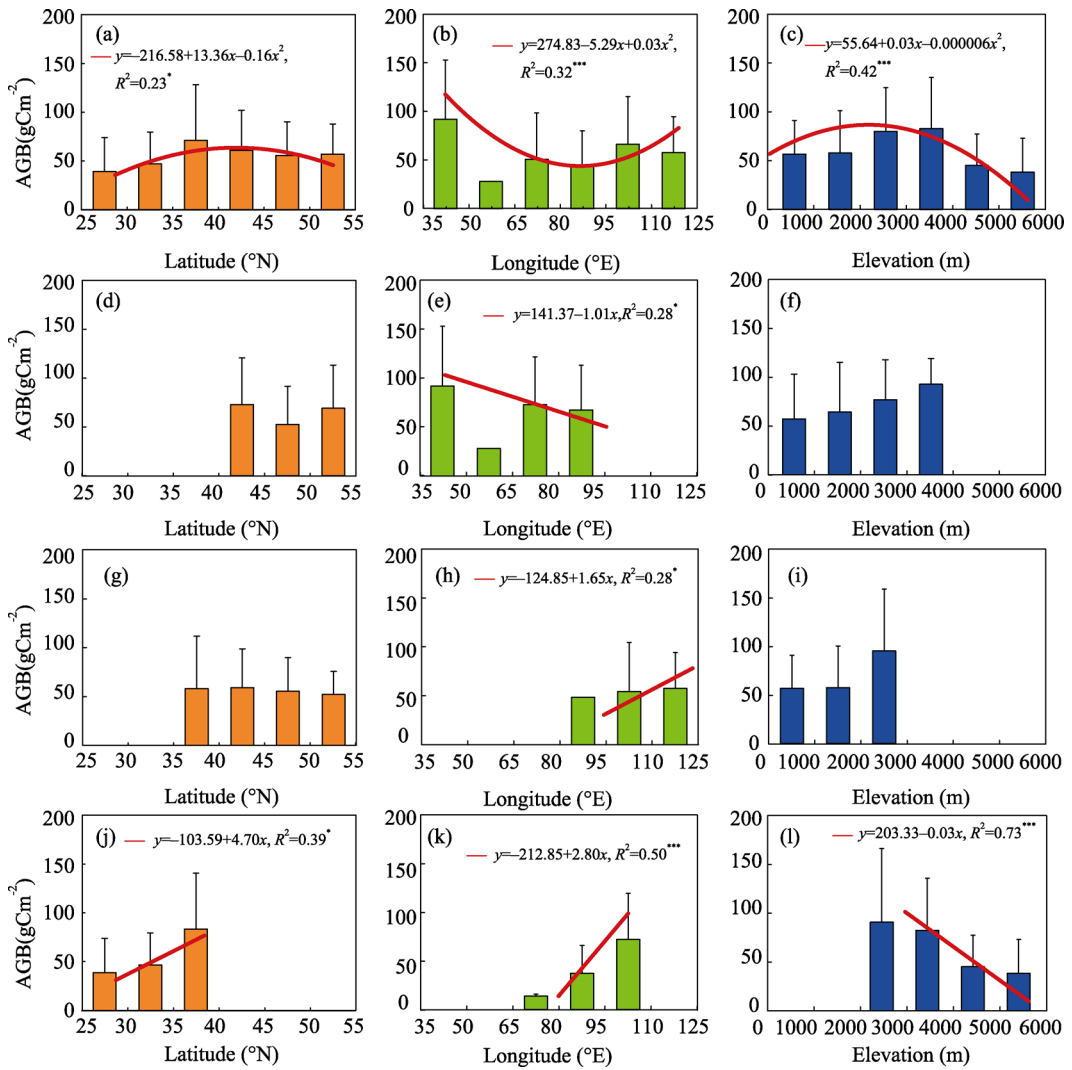 (a)
y=–216.58+13.36x–0.16x²,
R²=0.23*
200
150
100
50
0
AGB(gCm⁻²)
25 30 35 40 45 50 55
Latitude (°N)
(b)
y=274.83–5.29x+0.03x²,
R²=0.32***
200
150
100
50
0
35 50 65 80 95 110 125
Longitude (°E)
(c)
y=55.64+0.03x–0.000006x²,
R²=0.42***
200
150
100
50
0
0 1000 2000 3000 4000 5000 6000
Elevation (m)
(d)
200
150
100
50
0
AGB(gCm⁻²)
25 30 35 40 45 50 55
Latitude (°N)
(e)
y=141.37–1.01x,R²=0.28*
200
150
100
50
0
35 50 65 80 95 110 125
Longitude (°E)
(f)
200
150
100
50
0
0 1000 2000 3000 4000 5000 6000
Elevation (m)
(g)
200
150
100
50
0
AGB(gCm⁻²)
25 30 35 40 45 50 55
Latitude (°N)
(h)
y=–124.85+1.65x, R²=0.28*
200
150
100
50
0
35 50 65 80 95 110 125
Longitude (°E)
(i)
200
150
100
50
0
0 1000 2000 3000 4000 5000 6000
Elevation (m)
(j)
y=–103.59+4.70x, R²=0.39*
200
150
100
50
0
AGB(gCm⁻²)
25 30 35 40 45 50 55
Latitude (°N)
(k)
y=–212.85+2.80x, R²=0.50***
200
150
100
50
0
35 50 65 80 95 110 125
Longitude (°E)
(l)
y=203.33–0.03x, R²=0.73***
200
150
100
50
0
0 1000 2000 3000 4000 5000 6000
Elevation (m)